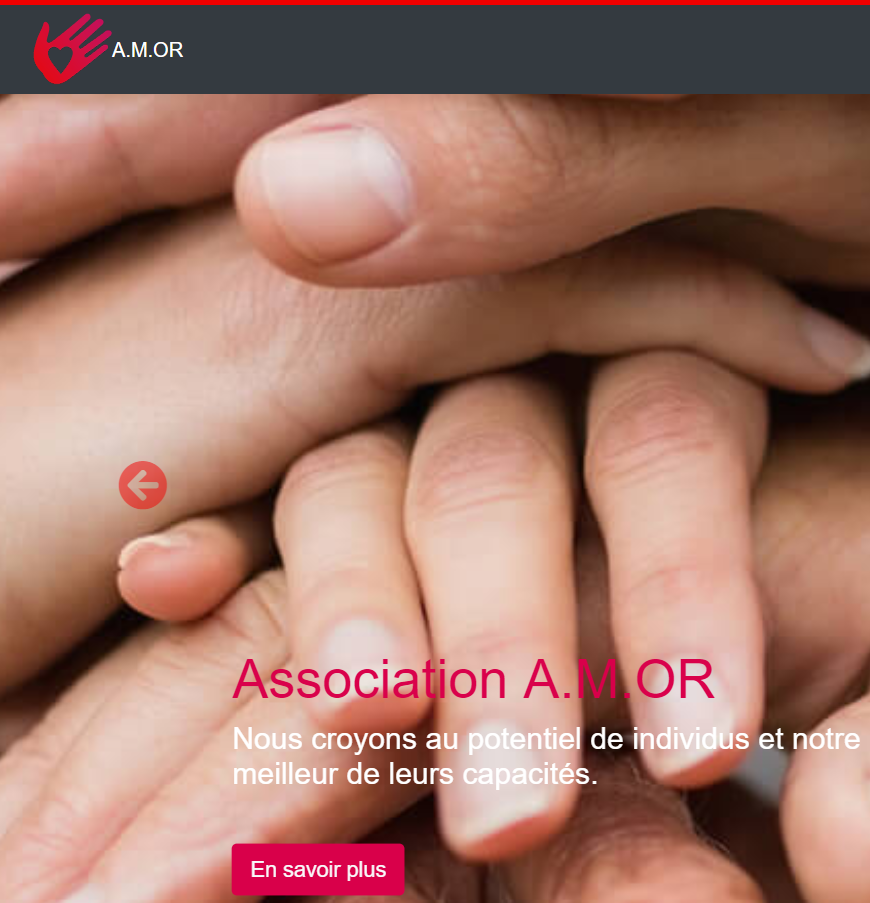 A.M.OR
Association A.M.OR
Nous croyons au potentiel de individus et notre
meilleur de leurs capacités.
En savoir plus